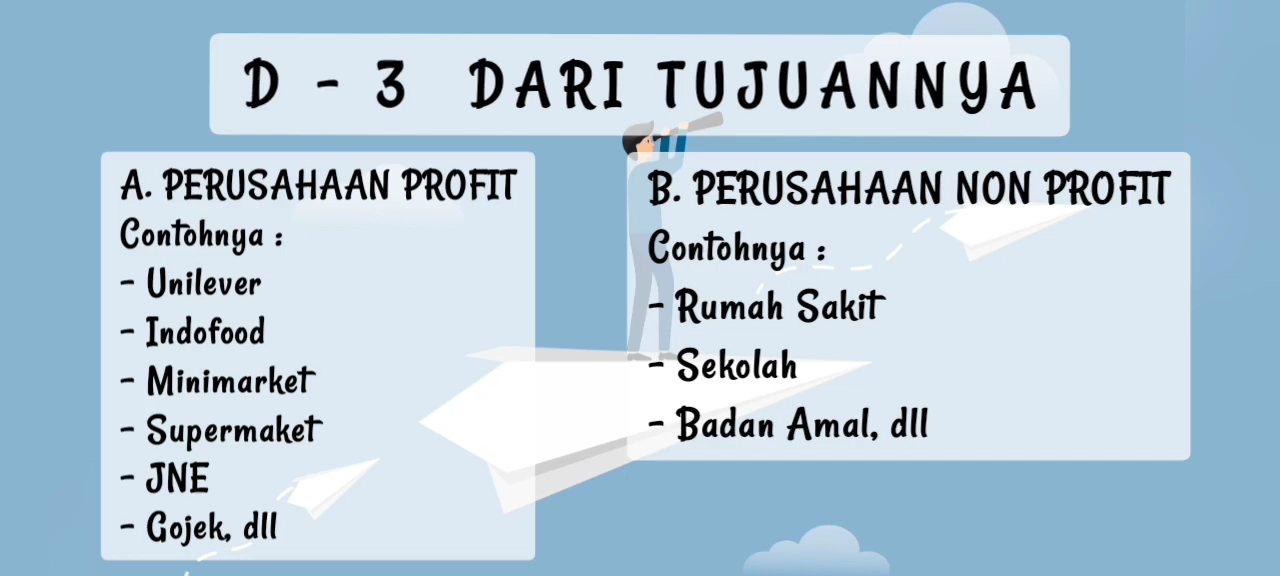 D - 3 DARI TUJUANNYA
A. PERUSAHAAN PROFIT
Contohnya :
- Unilever
- Indofood
- Minimarket
- Supermaket
- JNE
- Gojek, dll
B. PERUSAHAAN NON PROFIT
Contohnya :
- Rumah Sakit
- Sekolah
- Badan Amal, dll